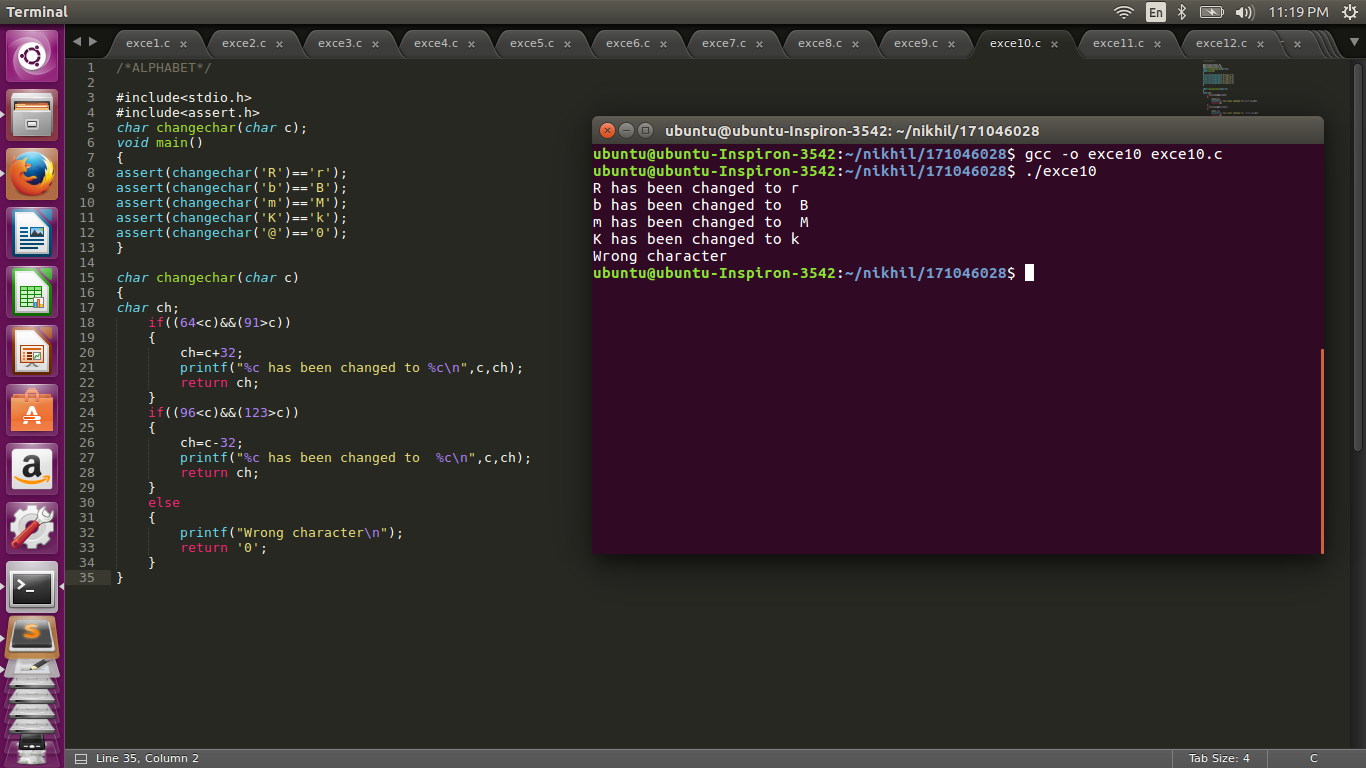 Terminal
En
11:19 PM
exce1.c × exce2.c × exce3.c × exce4.c × exce5.c × exce6.c × exce7.c × exce8.c × exce9.c × exce10.c × exce11.c × exce12.c × ×
1 /*ALPHABET*/
2
3 #include<stdio.h>
4 #include<assert.h>
5 char changechar(char c);
6 void main()
7 {
8 assert(changechar('R')=='r');
9 assert(changechar('b')=='B');
10 assert(changechar('m')=='M');
11 assert(changechar('K')=='k');
12 assert(changechar('@')=='0');
13 }
14
15 char changechar(char c)
16 {
17 char ch;
18     if((64<c)&&(91>c))
19     {
20         ch=c+32;
21         printf("%c has been changed to %c\n",c,ch);
22         return ch;
23     }
24     if((96<c)&&(123>c))
25     {
26         ch=c-32;
27         printf("%c has been changed to  %c\n",c,ch);
28         return ch;
29     }
30     else
31     {
32         printf("Wrong character\n");
33         return '0';
34     }
35 }
ubuntu@ubuntu-Inspiron-3542: ~/nikhil/171046028
ubuntu@ubuntu-Inspiron-3542:~/nikhil/171046028$ gcc -o exce10 exce10.c
ubuntu@ubuntu-Inspiron-3542:~/nikhil/171046028$ ./exce10
R has been changed to r
b has been changed to  B
m has been changed to  M
K has been changed to k
Wrong character
ubuntu@ubuntu-Inspiron-3542:~/nikhil/171046028$
Line 35, Column 2
Tab Size: 4
C